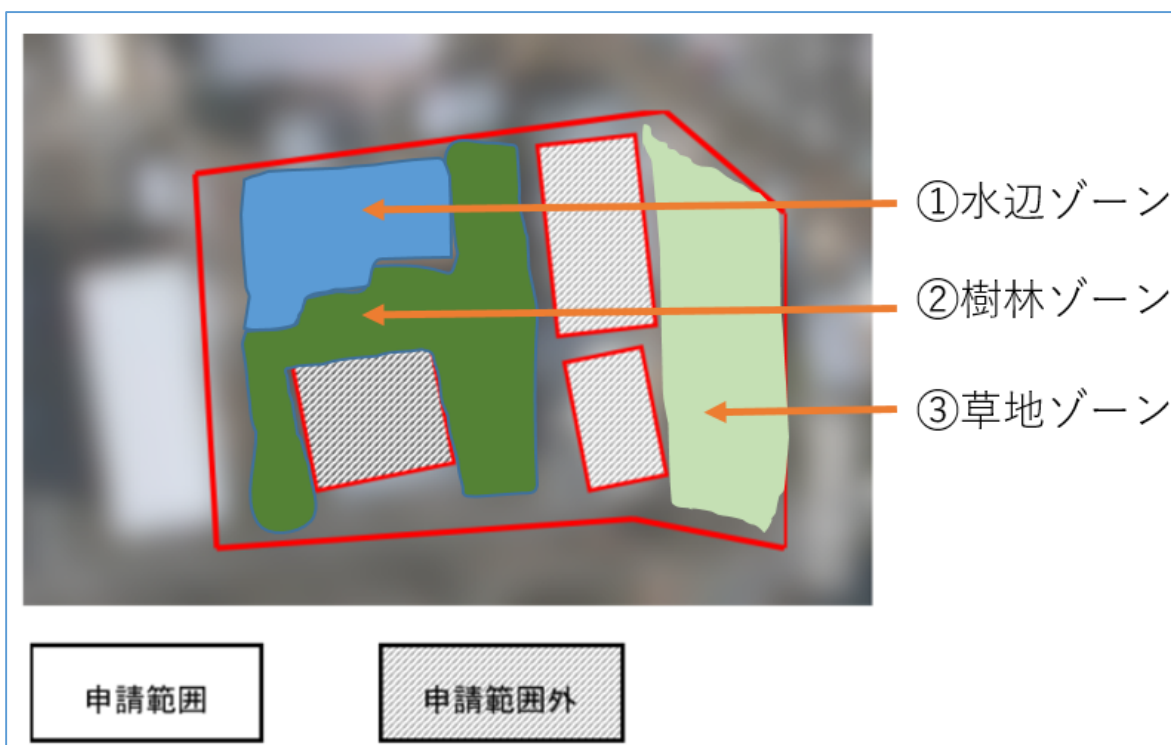 ①水辺ゾーン
②樹林ゾーン
③草地ゾーン
申請範囲
申請範囲外